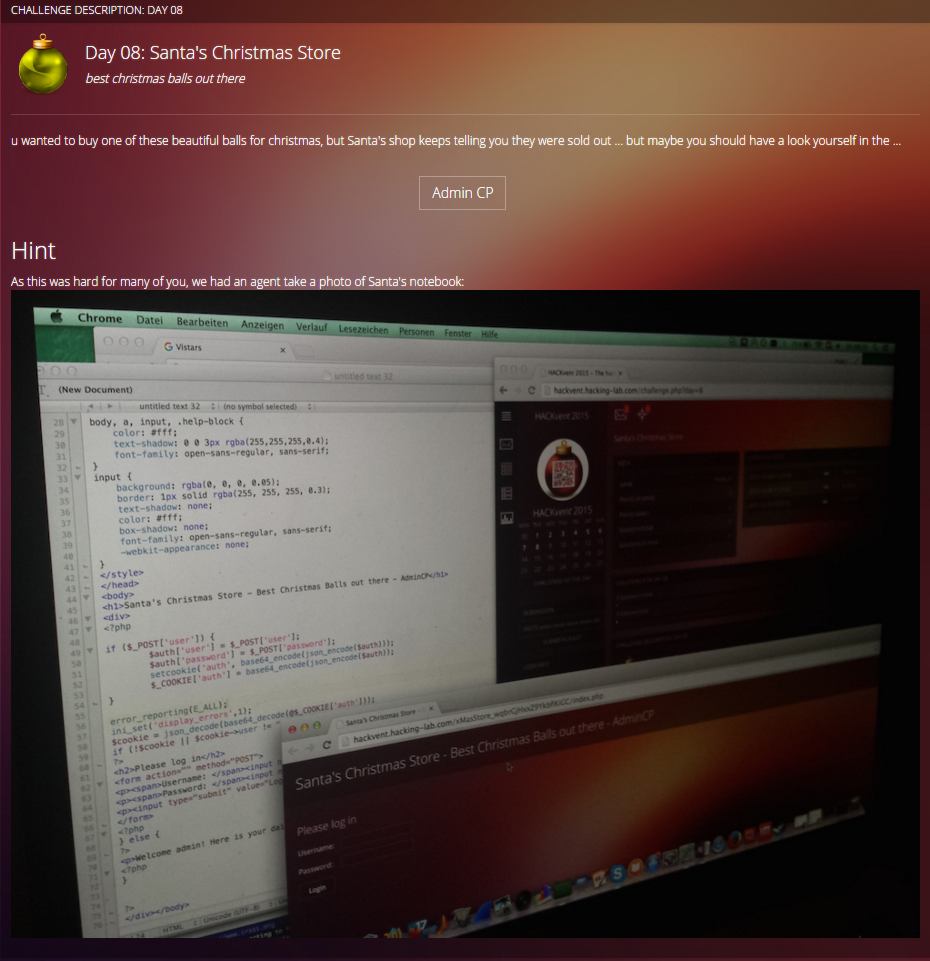 CHALLENGE DESCRIPTION: DAY 08
Day 08: Santa's Christmas Store
best christmas balls out there
u wanted to buy one of these beautiful balls for christmas, but Santa's shop keeps telling you they were sold out ... but maybe you should have a look yourself in the ...
Admin CP
Hint
As this was hard for many of you, we had an agent take a photo of Santa's notebook:
Chrome Datei Bearbeiten Anzeigen Verlauf Lesezeichen Personen Fenster Hilfe
Vistars
untitled text 32
(New Document)
untitled text 32 (no symbol selected)
28 body, a, input, .help-block {
29 color: #fff;
30 text-shadow: 0 0 3px rgba(255,255,255,0.4);
31 font-family: open-sans-regular, sans-serif;
32 }
33 input {
34 background: rgba(0, 0, 0, 0.05);
35 border: 1px solid rgba(255, 255, 255, 0.3);
36 text-shadow: none;
37 color: #fff;
38 box-shadow: none;
39 font-family: open-sans-regular, sans-serif;
40 -webkit-appearance: none;
41 }
42 </style>
43 </head>
44 <body>
45 <h1>Santa's Christmas Store - Best Christmas Balls out there - AdminCP</h1>
46 <div>
47 <?php
48
49 if ($_POST['user']) {
50 $auth['user'] = $_POST['user'];
51 $auth['password'] = $_POST['password'];
52 setcookie('auth', base64_encode(json_encode($auth)));
53 $_COOKIE['auth'] = base64_encode(json_encode($auth));
54 }
55 error_reporting(E_ALL);
56 ini_set('display_errors',1);
57 $cookie = json_decode(base64_decode(@$_COOKIE['auth']));
58 if (!$cookie || $cookie->user != "
59 ?>
60 <h2>Please log in</h2>
61 <form action="" method="POST">
62 <p><span>Username: </span><input n
63 <p><span>Password: </span><input
64 <p><input type="submit" value="Log
65 </form>
66 <?php
67 } else {
68 ?>
69 <p>Welcome admin! Here is your dai
70 <?php
71 }
?>
</div></body>
HTML Unicode (UTF-8)
HACKvent 2015 - The
hackvent.hacking-lab.com/challenge.php?day=8
HACKvent 2015
Santa's Christmas Store
HACKvent 2015
Santa's Christmas Store
hackvent.hacking-lab.com/
/index.php
Santa's Christmas Store - Best Christmas Balls out there - AdminCP
Please log in
Username:
Password:
Login